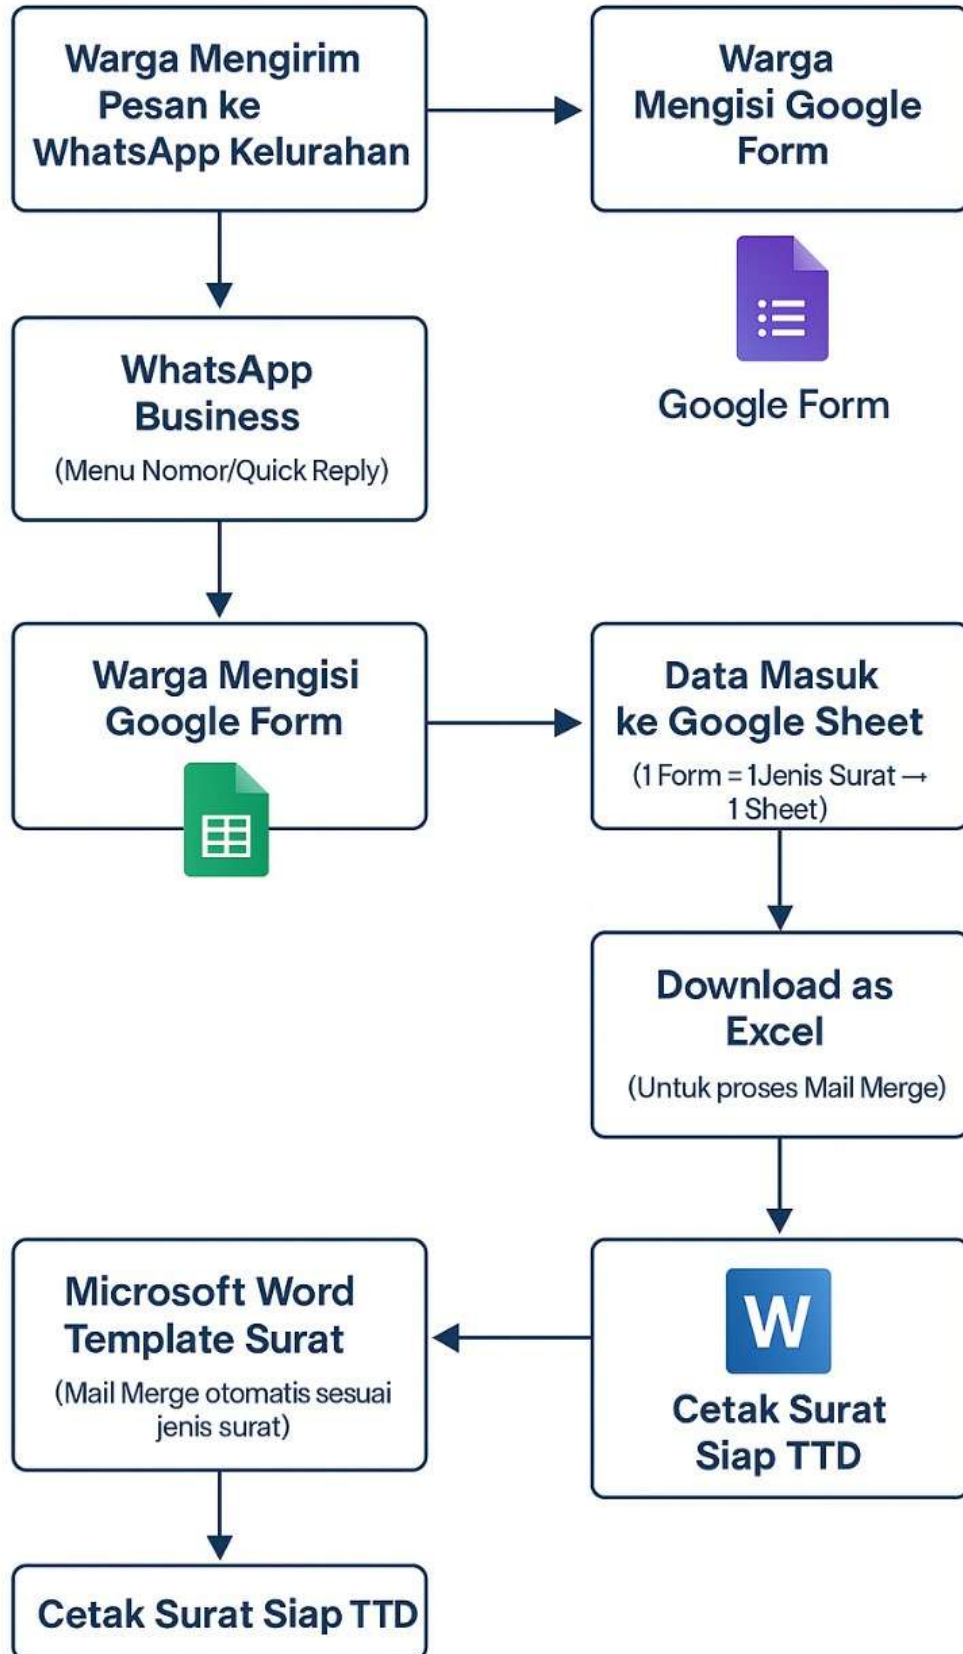 Warga Mengirim
Pesan ke
WhatsApp Kelurahan
Warga
Mengisi Google
Form
Google Form
WhatsApp
Business
(Menu Nomor/Quick Reply)
Warga Mengisi
Google Form
Data Masuk
ke Google Sheet
(1 Form = 1Jenis Surat →
1 Sheet)
Download as
Excel
(Untuk proses Mail Merge)
W
Cetak Surat
Siap TTD
Microsoft Word
Template Surat
(Mail Merge otomatis sesuai
jenis surat)
Cetak Surat Siap TTD